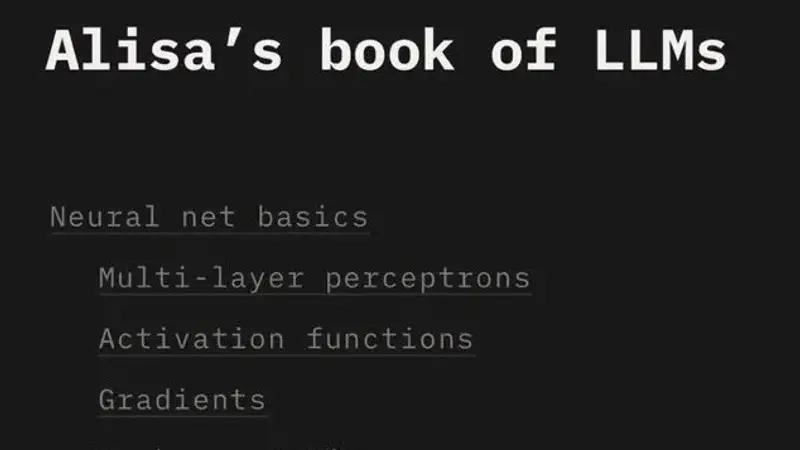 Alisa’s book of LLMs
Neural net basics
Multi-layer perceptrons
Activation functions
Gradients